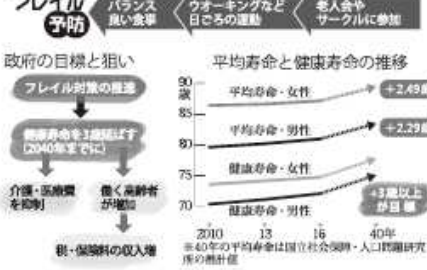 フレイル
予防
バランス
良い食事
ウオーキングなど
日ごろの運動
老人会や
サークルに参加
政府の目標と狙い
フレイル対策の推進
健康寿命を3歳延ばす
(2040年までに)
介護・医療費
を抑制
働く高齢者
が増加
税・保険料の収入増
平均寿命と健康寿命の推移
90
歳
85
80
75
70
平均寿命・女性
+2.49歳
平均寿命・男性
+2.29歳
健康寿命・女性
健康寿命・男性
+3歳以上
が目標
2010 13 16 40年
※40年の平均寿命は国立社会保障・人口問題研究
所の推計値